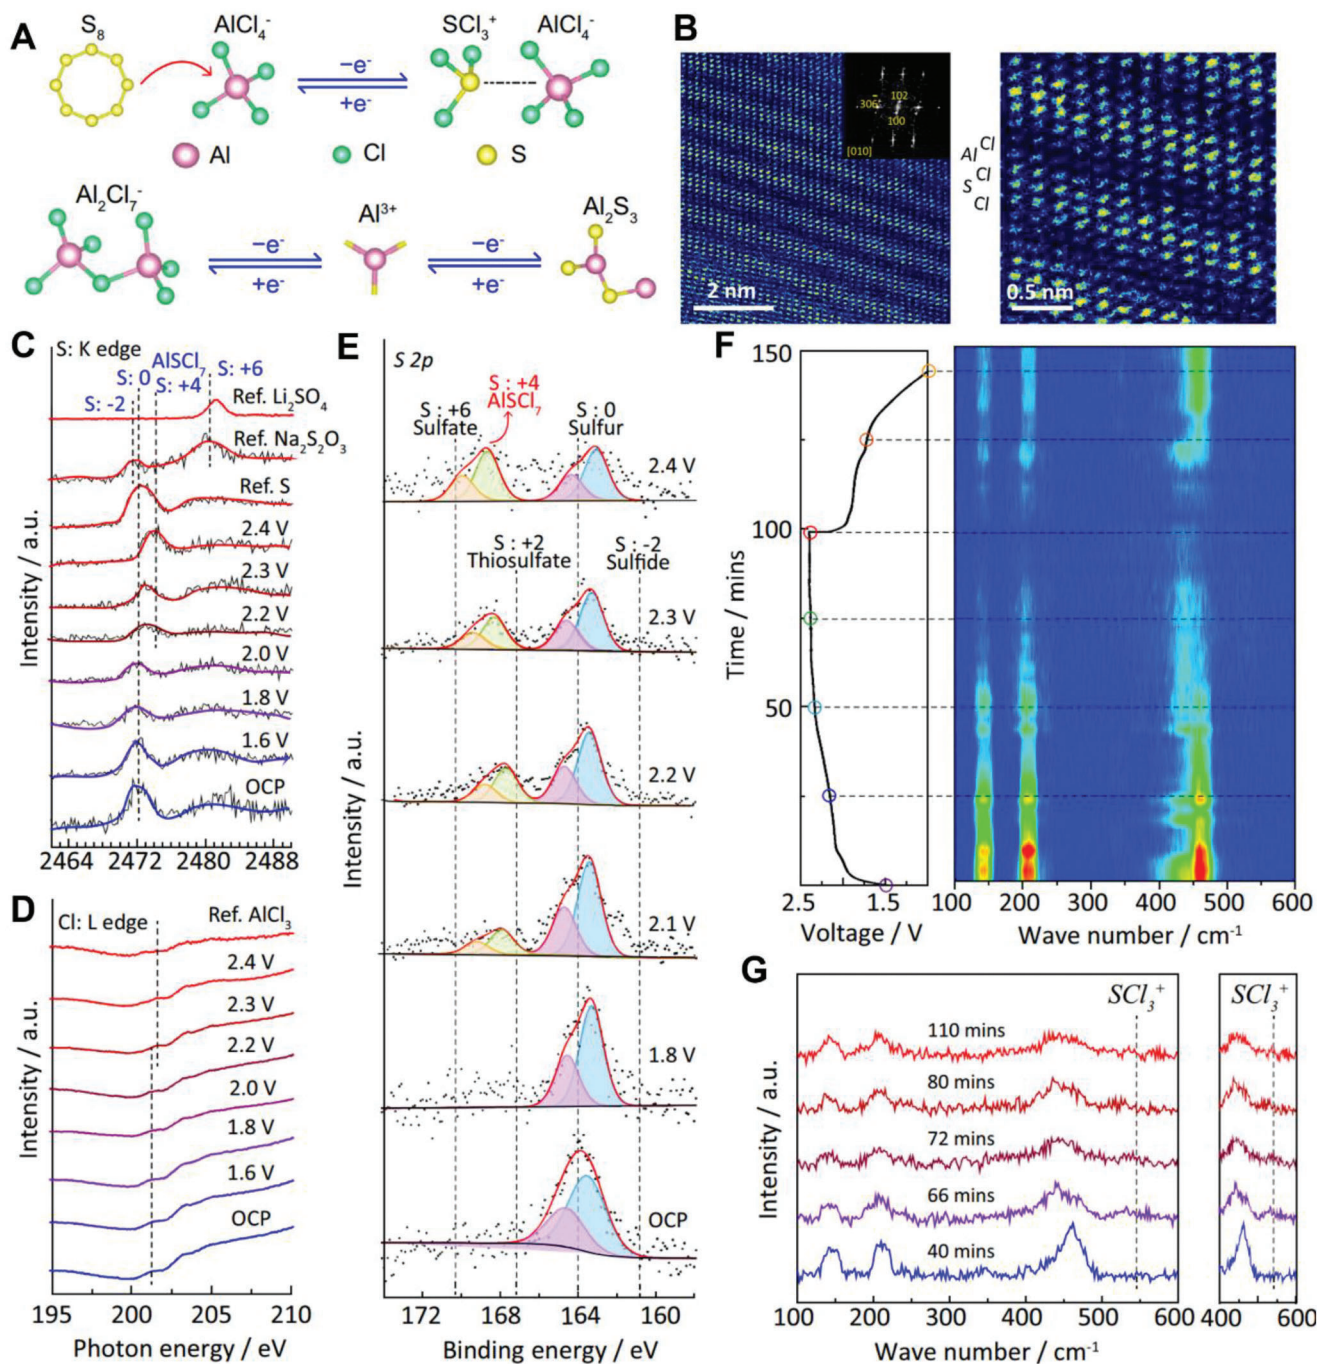 A
S8
AlCl4-
SCl3+
AlCl4-
−e-
+e-
Al
Cl
S
Al2Cl7-
Al3+
Al2S3
−e-
+e-
−e-
+e-
B
306
102
100
[010]
2 nm
Al Cl
S Cl
Cl
0.5 nm
C
S: K edge
AlSCl7
S: -2
S: 0
S: +4
S: +6
Ref. Li2SO4
Ref. Na2S2O3
Ref. S
2.4 V
2.3 V
2.2 V
2.0 V
1.8 V
1.6 V
OCP
Intensity / a.u.
2464 2472 2480 2488
D
Cl: L edge
Ref. AlCl3
2.4 V
2.3 V
2.2 V
2.0 V
1.8 V
1.6 V
OCP
Intensity / a.u.
195 200 205 210
Photon energy / eV
E
S 2p
S : +6
Sulfate
S : +4
AlSCl7
S : 0
Sulfur
2.4 V
S : +2
Thiosulfate
S : -2
Sulfide
2.3 V
2.2 V
2.1 V
1.8 V
OCP
Intensity / a.u.
172 168 164 160
Binding energy / eV
F
150
100
50
Time / mins
2.5 1.5
Voltage / V
100 200 300 400 500 600
Wave number / cm-1
G
SCl3+
110 mins
80 mins
72 mins
66 mins
40 mins
Intensity / a.u.
100 200 300 400 500 600
SCl3+
400 600
Wave number / cm-1